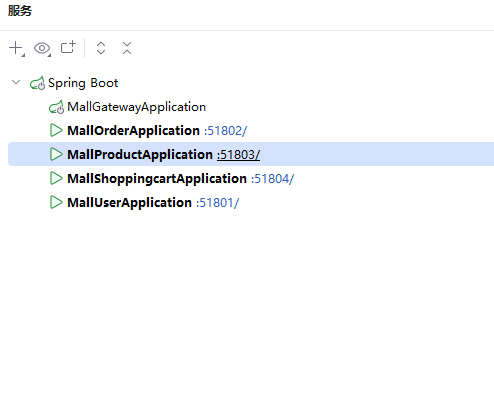 服务
Spring Boot
MallGatewayApplication
MallOrderApplication :51802/
MallProductApplication :51803/
MallShoppingcartApplication :51804/
MallUserApplication :51801/